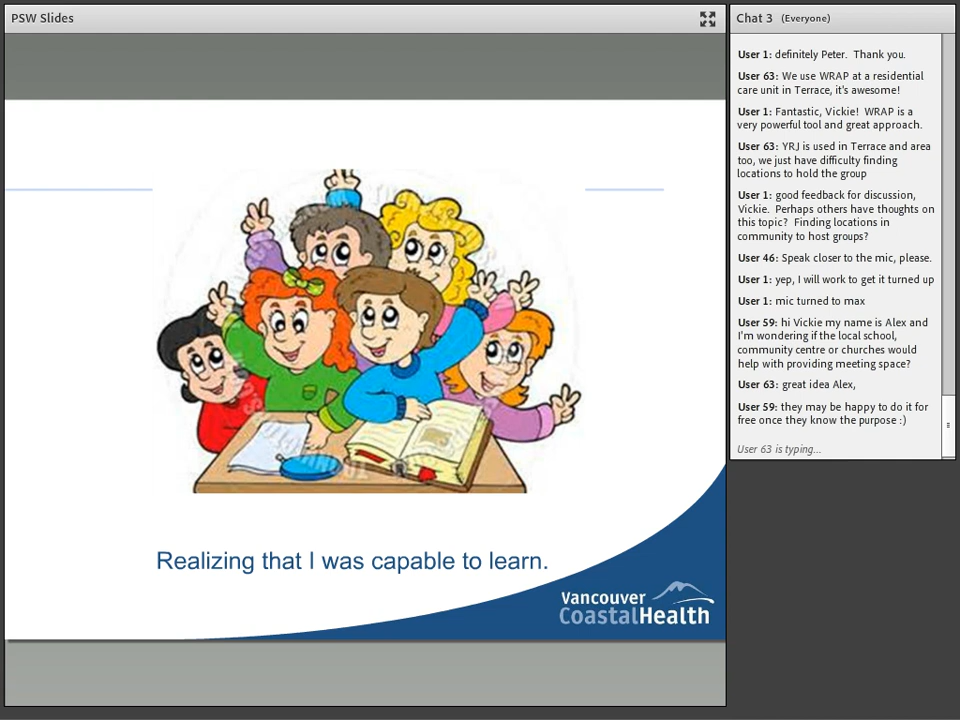 PSW Slides
Realizing that I was capable to learn.
Vancouver
CoastalHealth
Chat 3 (Everyone)
User 1: definitely Peter. Thank you.
User 63: We use WRAP at a residential
care unit in Terrace, it's awesome!
User 1: Fantastic, Vickie! WRAP is a
very powerful tool and great approach.
User 63: YRJ is used in Terrace and area
too, we just have difficulty finding
locations to hold the group
User 1: good feedback for discussion,
Vickie. Perhaps others have thoughts on
this topic? Finding locations in
community to host groups?
User 46: Speak closer to the mic, please.
User 1: yep, I will work to get it turned up
User 1: mic turned to max
User 59: hi Vickie my name is Alex and
I'm wondering if the local school,
community centre or churches would
help with providing meeting space?
User 63: great idea Alex,
User 59: they may be happy to do it for
free once they know the purpose :)
User 63 is typing...